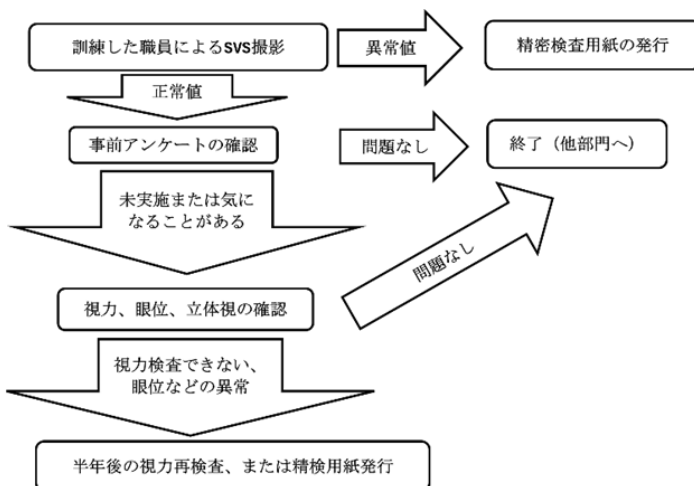 訓練した職員によるSVS撮影
異常値
精密検査用紙の発行
正常値
事前アンケートの確認
問題なし
終了（他部門へ）
未実施または気に
なることがある
問題なし
視力、眼位、立体視の確認
視力検査できない、
眼位などの異常
半年後の視力再検査、または精検用紙発行